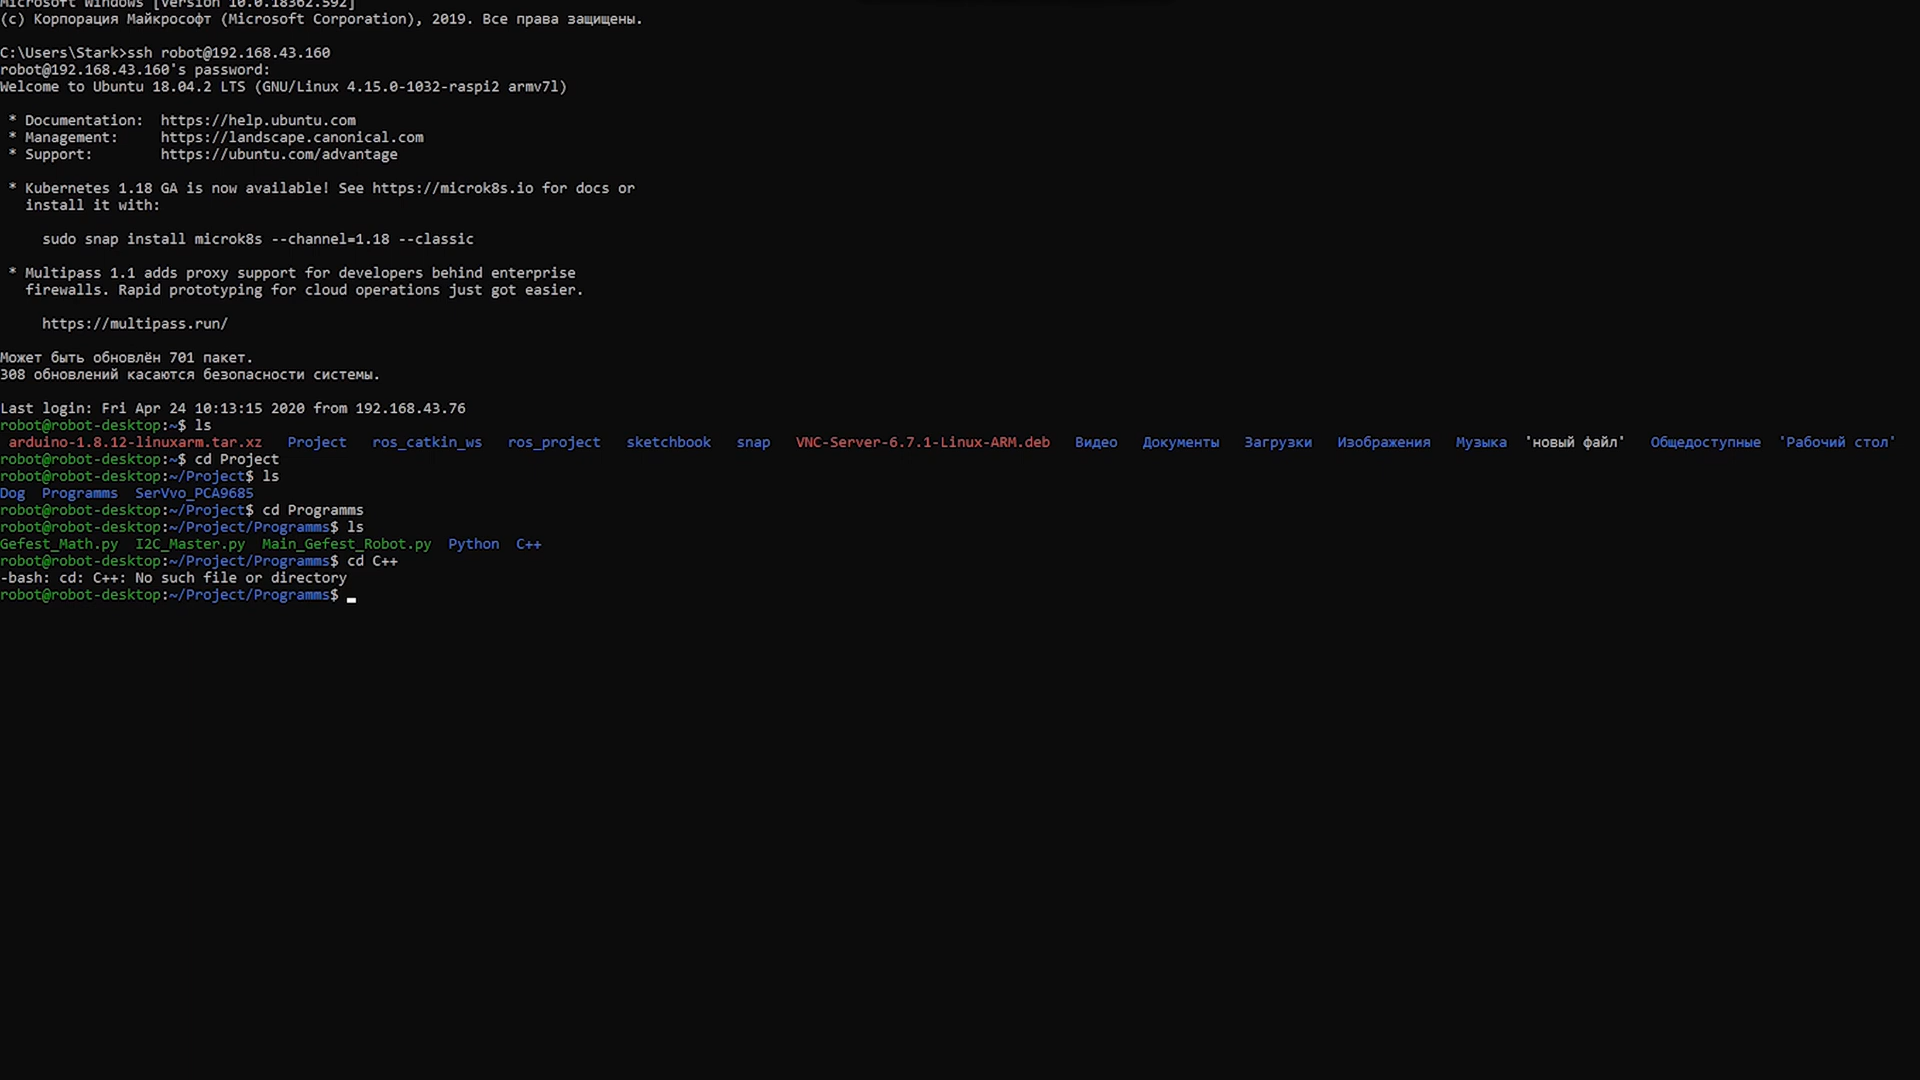 Microsoft Windows [Version 10.0.18362.592]
(c) Корпорация Майкрософт (Microsoft Corporation), 2019. Все права защищены.
C:\Users\Stark>ssh robot@192.168.43.160
robot@192.168.43.160's password:
Welcome to Ubuntu 18.04.2 LTS (GNU/Linux 4.15.0-1032-raspi2 armv7l)
* Documentation:  https://help.ubuntu.com
* Management:     https://landscape.canonical.com
* Support:        https://ubuntu.com/advantage
* Kubernetes 1.18 GA is now available! See https://microk8s.io for docs or
install it with:
sudo snap install microk8s --channel=1.18 --classic
* Multipass 1.1 adds proxy support for developers behind enterprise
firewalls. Rapid prototyping for cloud operations just got easier.
https://multipass.run/
Может быть обновлён 701 пакет.
308 обновлений касаются безопасности системы.
Last login: Fri Apr 24 10:13:15 2020 from 192.168.43.76
robot@robot-desktop:~$ ls
arduino-1.8.12-linuxarm.tar.xz   Project   ros_catkin_ws   ros_project   sketchbook   snap   VNC-Server-6.7.1-Linux-ARM.deb   Видео   Документы   Загрузки   Изображения   Музыка  'новый файл'   Общедоступные  'Рабочий стол'
robot@robot-desktop:~$ cd Project
robot@robot-desktop:~/Project$ ls
Dog  Programms  SerVvo_PCA9685
robot@robot-desktop:~/Project$ cd Programms
robot@robot-desktop:~/Project/Programms$ ls
Gefest_Math.py  I2C_Master.py  Main_Gefest_Robot.py  Python  С++
robot@robot-desktop:~/Project/Programms$ cd C++
-bash: cd: C++: No such file or directory
robot@robot-desktop:~/Project/Programms$